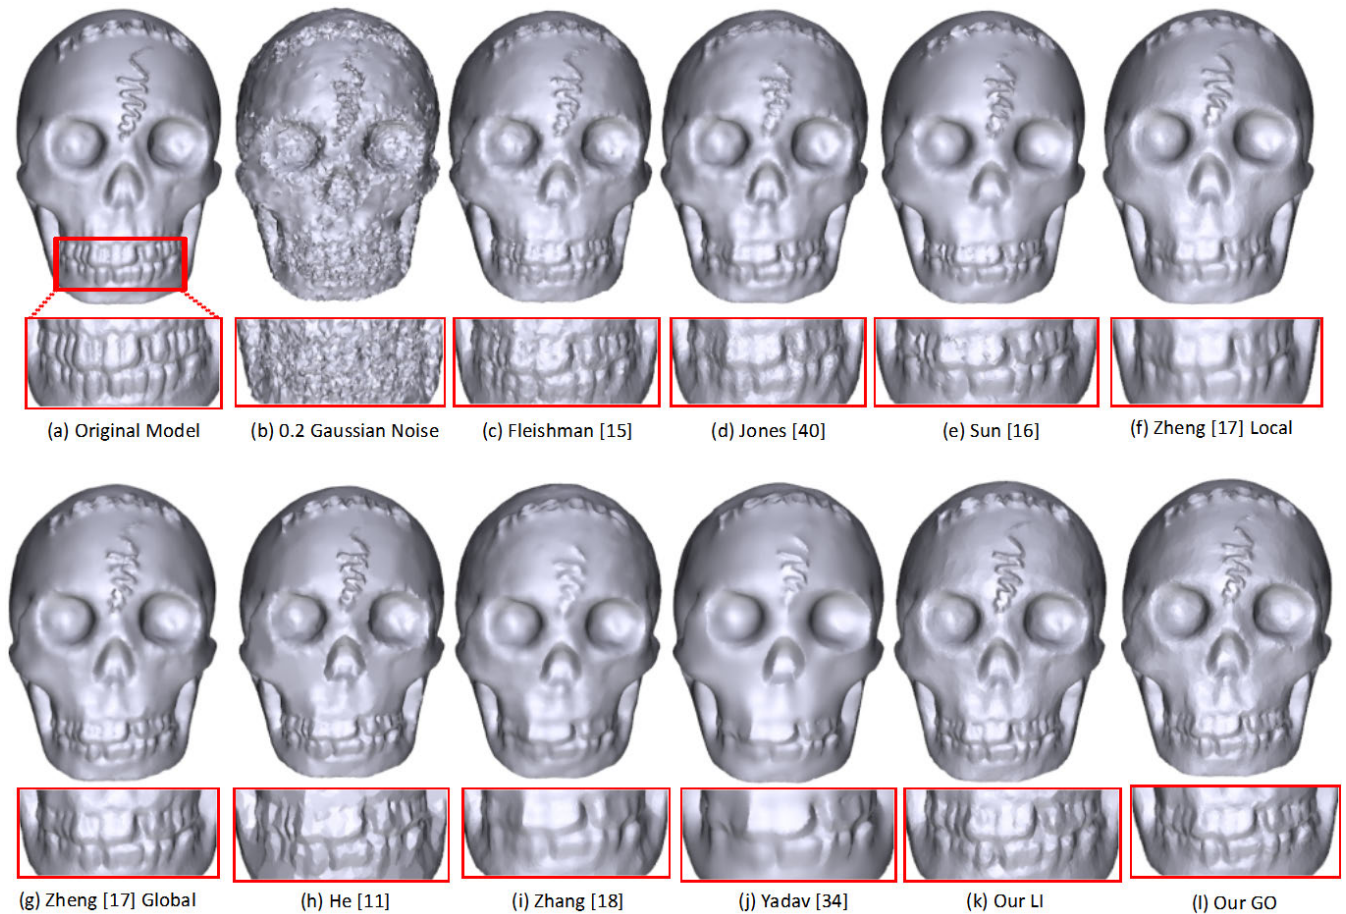 (a) Original Model
(b) 0.2 Gaussian Noise
(c) Fleishman [15]
(d) Jones [40]
(e) Sun [16]
(f) Zheng [17] Local
(g) Zheng [17] Global
(h) He [11]
(i) Zhang [18]
(j) Yadav [34]
(k) Our LI
(l) Our GO